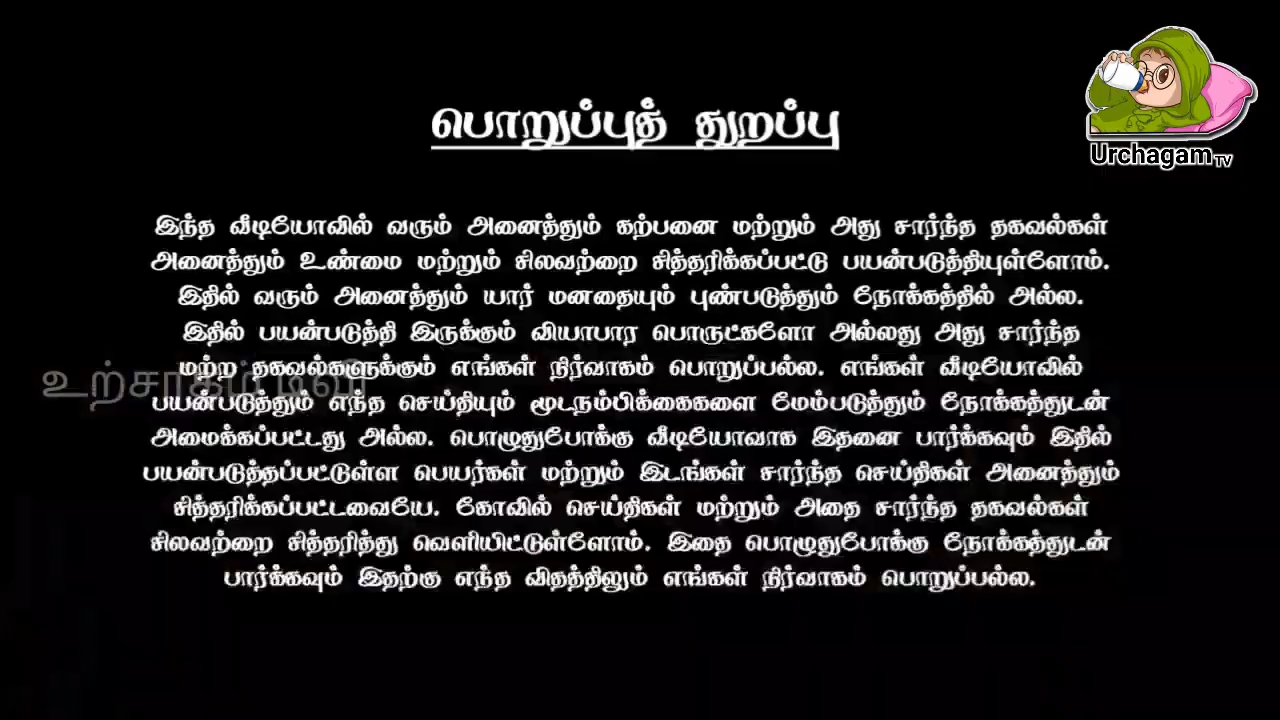 பொறுப்புத் துறப்பு
Urchagam TV
இந்த வீடியோவில் வரும் அனைத்தும் கற்பனை மற்றும் அது சார்ந்த தகவல்கள்
அனைத்தும் உண்மை மற்றும் சிலவற்றை சித்தரிக்கப்பட்டு பயன்படுத்தியுள்ளோம்.
இதில் வரும் அனைத்தும் யார் மனதையும் புண்படுத்தும் நோக்கத்தில் அல்ல.
இதில் பயன்படுத்தி இருக்கும் வியாபார பொருட்களோ அல்லது அது சார்ந்த
மற்ற தகவல்களுக்கும் எங்கள் நிர்வாகம் பொறுப்பல்ல. எங்கள் வீடியோவில்
உற்சாகம் டிவி
பயன்படுத்தும் எந்த செய்தியும் மூடநம்பிக்கைகளை மேம்படுத்தும் நோக்கத்துடன்
அமைக்கப்பட்டது அல்ல. பொழுதுபோக்கு வீடியோவாக இதனை பார்க்கவும் இதில்
பயன்படுத்தப்பட்டுள்ள பெயர்கள் மற்றும் இடங்கள் சார்ந்த செய்திகள் அனைத்தும்
சித்தரிக்கப்பட்டவையே. கோவில் செய்திகள் மற்றும் அதை சார்ந்த தகவல்கள்
சிலவற்றை சித்தரித்து வெளியிட்டுள்ளோம். இதை பொழுதுபோக்கு நோக்கத்துடன்
பார்க்கவும் இதற்கு எந்த விதத்திலும் எங்கள் நிர்வாகம் பொறுப்பல்ல.